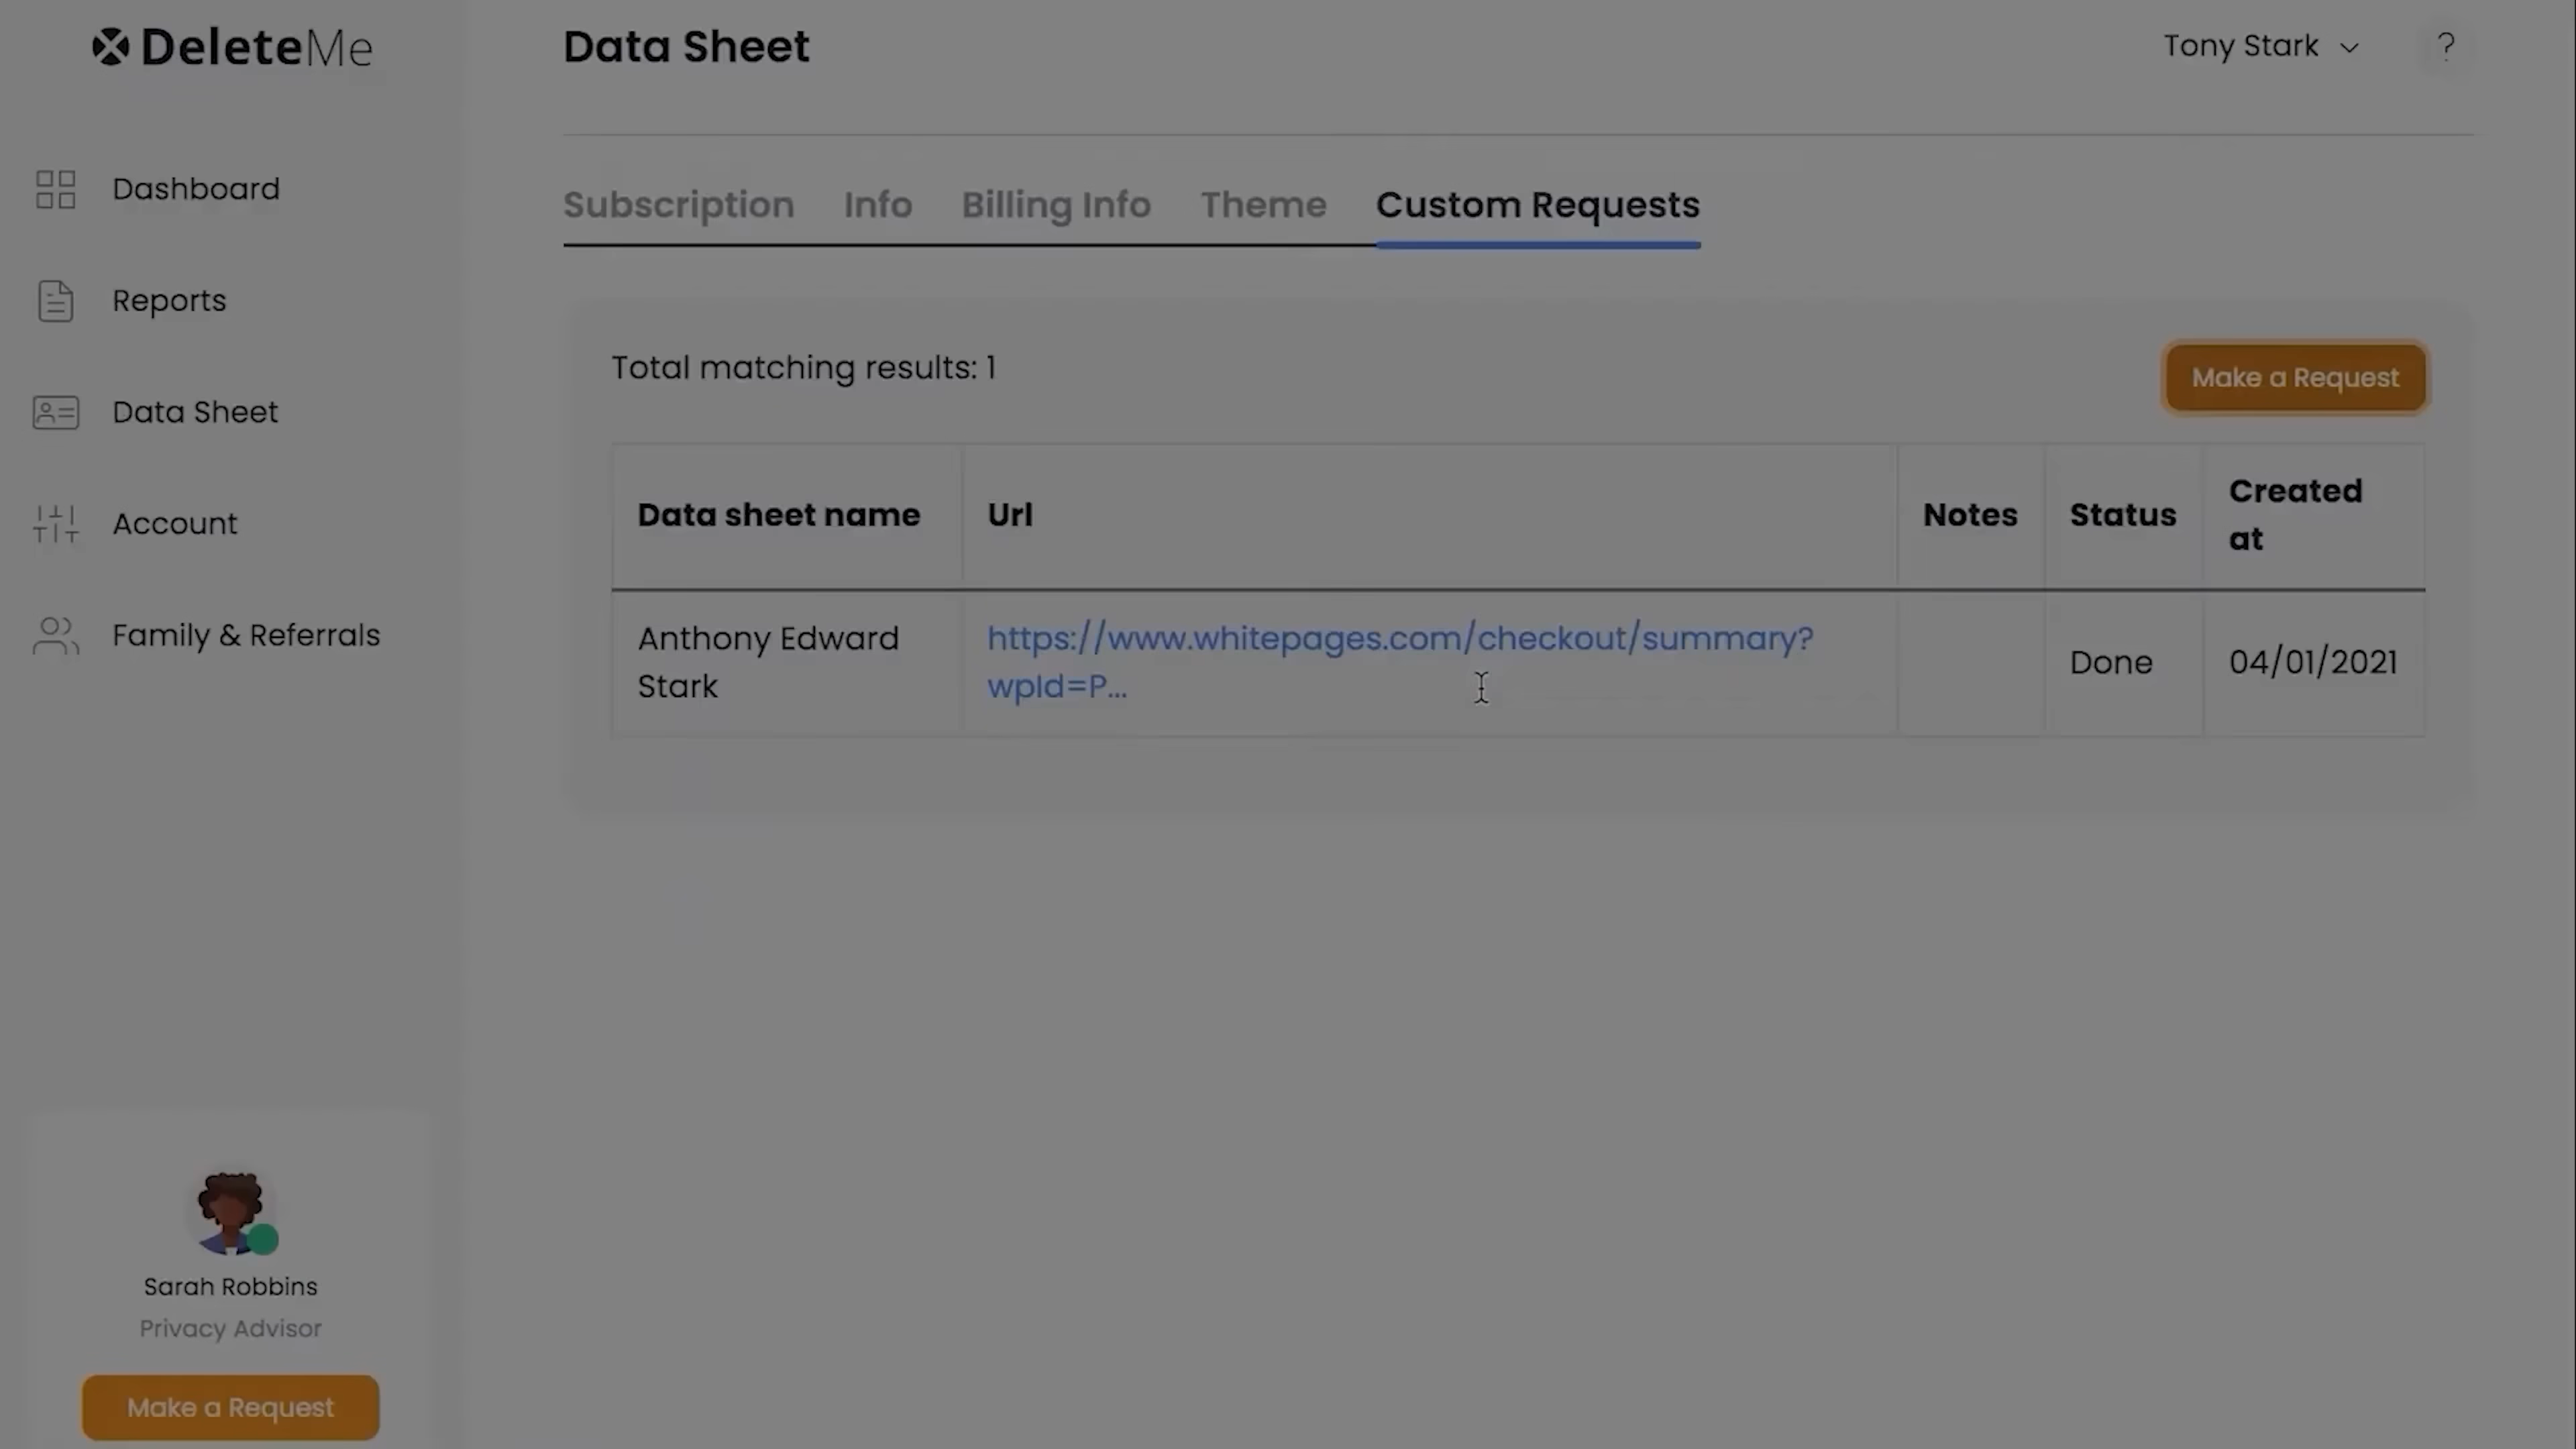 DeleteMe
Data Sheet
Tony Stark
?
Dashboard
Reports
Data Sheet
Account
Family & Referrals
Subscription Info Billing Info Theme Custom Requests
Total matching results: 1
Make a Request
Data sheet name Url Notes Status Created
at
Anthony Edward https://www.whitepages.com/checkout/summary?
Stark wpId=P... Done 04/01/2021
Sarah Robbins
Privacy Advisor
Make a Request